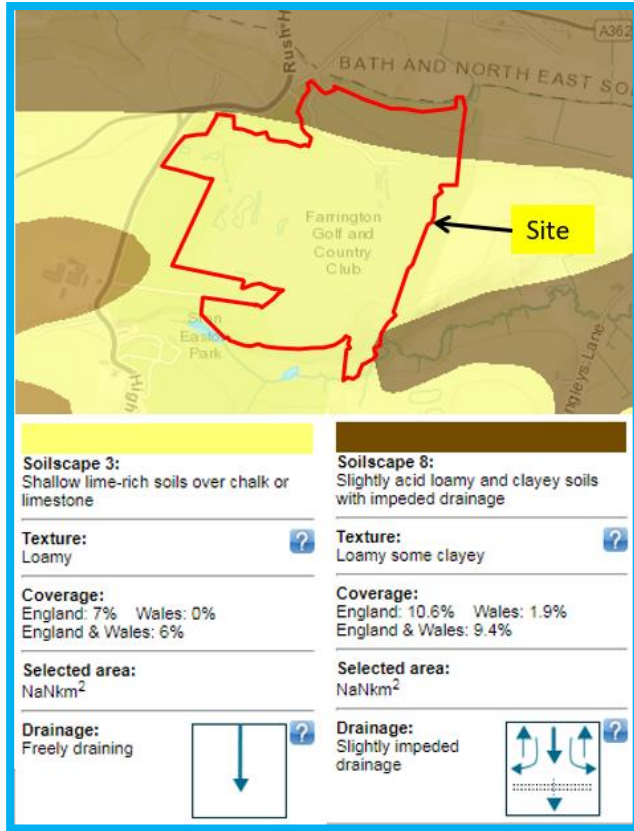 A362
Rush H
BATH AND NORTH EAST SO
Farrington
Golf and
Country
Club
Site
Ston
Easton
Park
High
ngleys Lane
Soilscape 3:
Shallow lime-rich soils over chalk or
limestone
Texture:
?
Loamy
Coverage:
England: 7% Wales: 0%
England & Wales: 6%
Selected area:
NaNkm²
Drainage:
?
Freely draining
Soilscape 8:
Slightly acid loamy and clayey soils
with impeded drainage
Texture:
?
Loamy some clayey
Coverage:
England: 10.6% Wales: 1.9%
England & Wales: 9.4%
Selected area:
NaNkm²
Drainage:
?
Slightly impeded
drainage